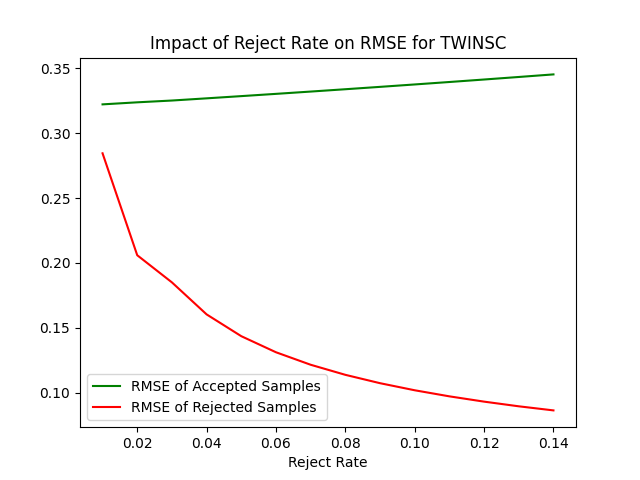 Impact of Reject Rate on RMSE for TWINSC
0.35
0.30
0.25
0.20
0.15
0.10
RMSE of Accepted Samples
RMSE of Rejected Samples
0.02 0.04 0.06 0.08 0.10 0.12 0.14
Reject Rate